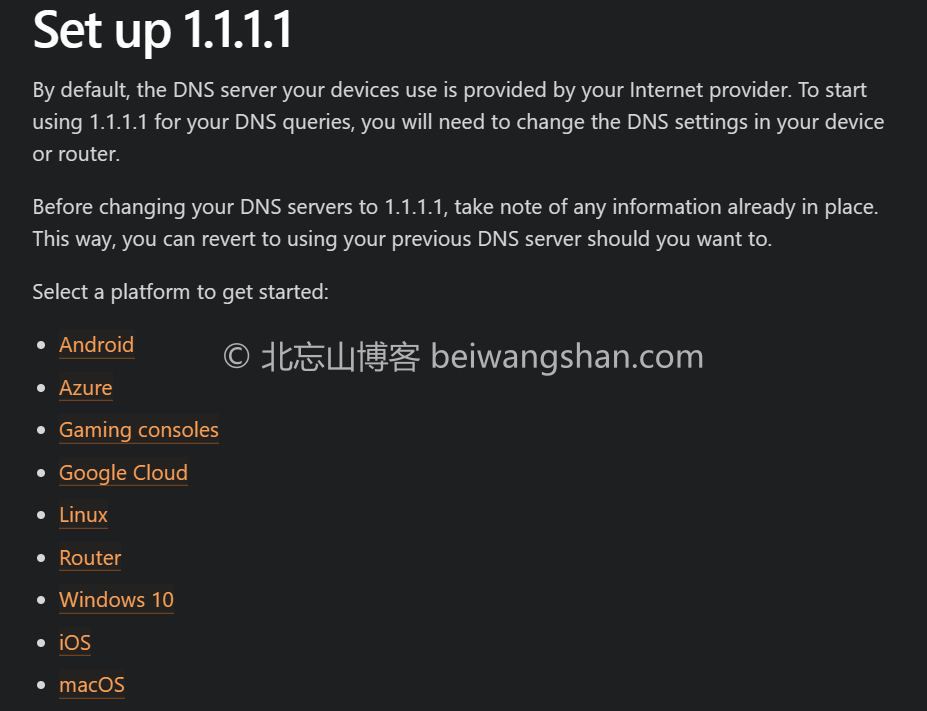 Set up 1.1.1.1
By default, the DNS server your devices use is provided by your Internet provider. To start
using 1.1.1.1 for your DNS queries, you will need to change the DNS settings in your device
or router.
Before changing your DNS servers to 1.1.1.1, take note of any information already in place.
This way, you can revert to using your previous DNS server should you want to.
Select a platform to get started:
Android
© 北忘山博客 beiwangshan.com
Azure
Gaming consoles
Google Cloud
Linux
Router
Windows 10
iOS
macOS